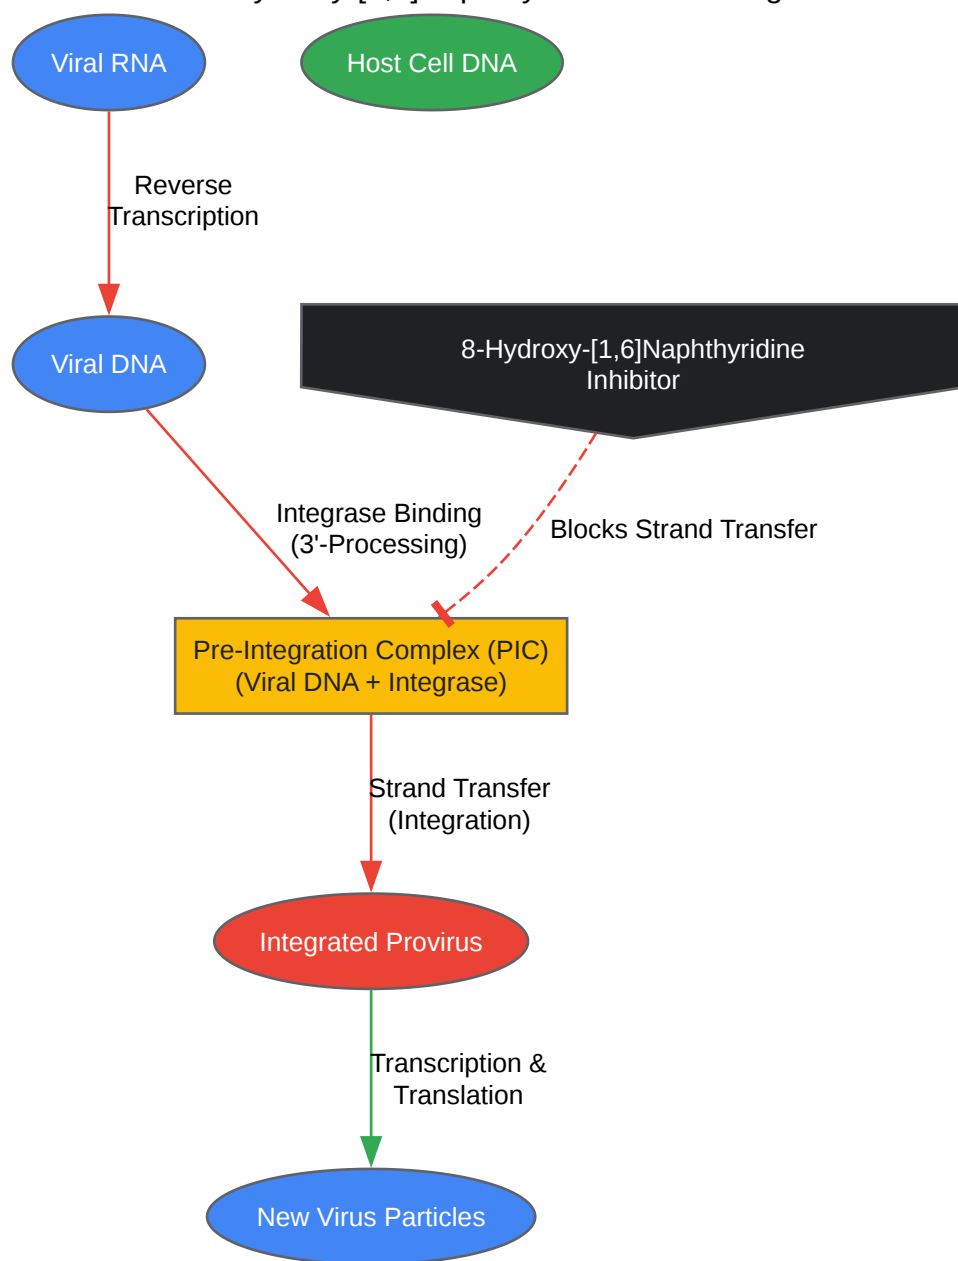 Viral RNA
Host Cell DNA
Reverse
Transcription
Viral DNA
8-Hydroxy-[1,6]Naphthyridine
Inhibitor
Integrase Binding
(3'-Processing)
Blocks Strand Transfer
Pre-Integration Complex (PIC)
(Viral DNA + Integrase)
Strand Transfer
(Integration)
Integrated Provirus
Transcription &
Translation
New Virus Particles